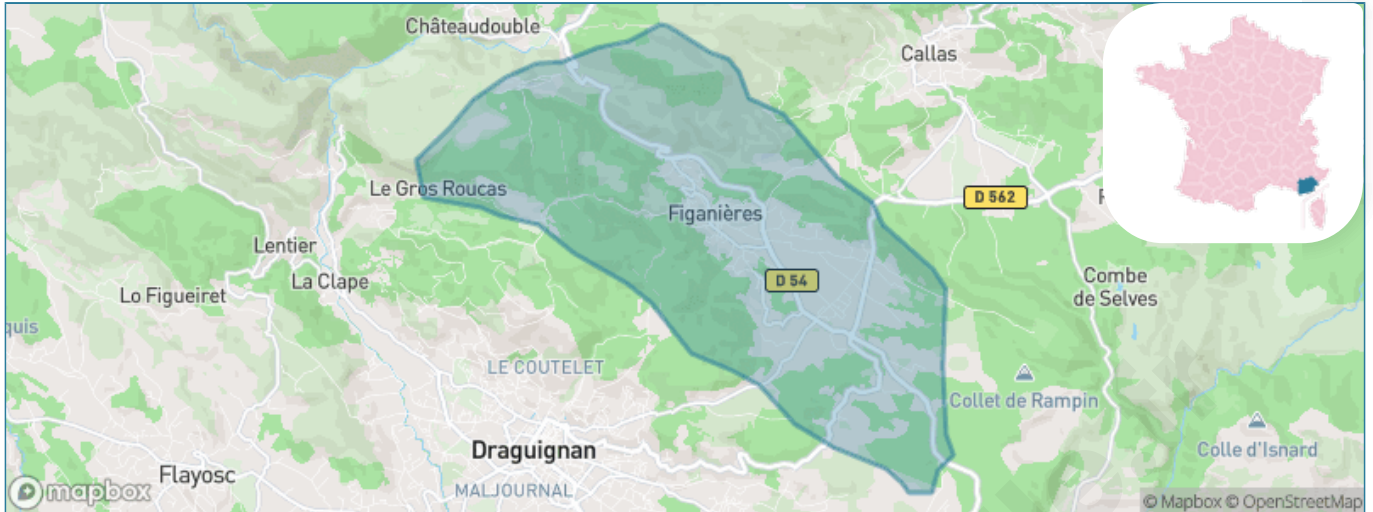 Châteaudouble
Callas
Le Gros Roucas
D 562
Figanières
Lentier
La Clape
Lo Figueiret
D 54
Combe
de Selves
quis
LE COUTELET
Collet de Rampin
Draguignan
Colle d'Isnard
Flayosc
MALJOURNAL
mapbox
© Mapbox © OpenStreetMap